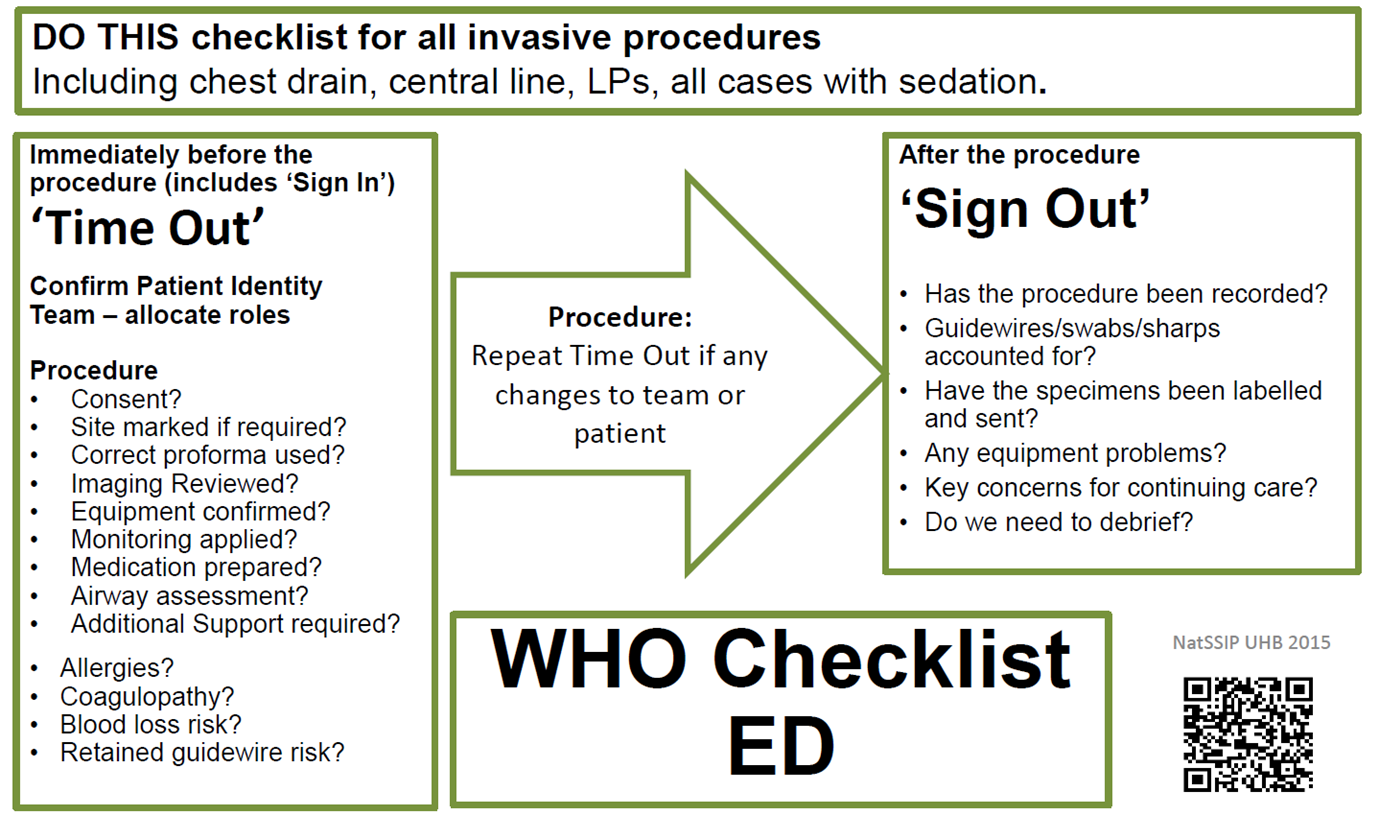 DO THIS checklist for all invasive procedures
Including chest drain, central line, LPs, all cases with sedation.
Immediately before the
procedure (includes ‘Sign In’)
‘Time Out’
Confirm Patient Identity
Team – allocate roles
Procedure
• Consent?
• Site marked if required?
• Correct proforma used?
• Imaging Reviewed?
• Equipment confirmed?
• Monitoring applied?
• Medication prepared?
• Airway assessment?
• Additional Support required?
• Allergies?
• Coagulopathy?
• Blood loss risk?
• Retained guidewire risk?
Procedure:
Repeat Time Out if any
changes to team or
patient
After the procedure
‘Sign Out’
• Has the procedure been recorded?
• Guidewires/swabs/sharps
accounted for?
• Have the specimens been labelled
and sent?
• Any equipment problems?
• Key concerns for continuing care?
• Do we need to debrief?
WHO Checklist
ED
NatSSIP UHB 2015